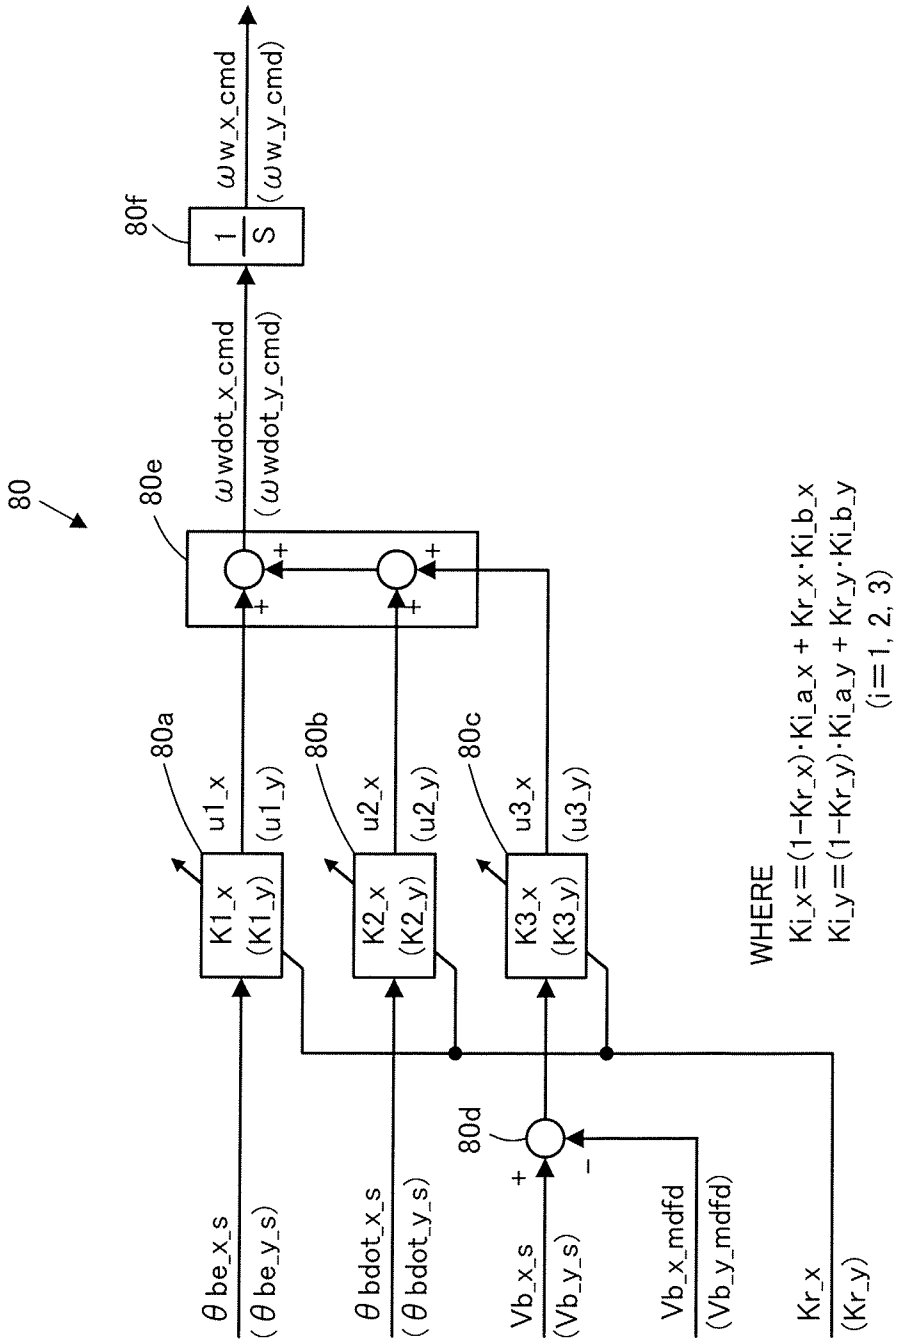 80
80f
80e
ωw_x_cmd
(ωw_y_cmd)
1
S
ωwdot_x_cmd
(ωwdot_y_cmd)
+
+
+
+
80a
80b
80c
u1_x
(u1_y)
u2_x
(u2_y)
u3_x
(u3_y)
K1_x
(K1_y)
K2_x
(K2_y)
K3_x
(K3_y)
80d
+
-
θbe_x_s
(θbe_y_s)
θbdot_x_s
(θbdot_y_s)
Vb_x_s
(Vb_y_s)
Vb_x_mdfd
(Vb_y_mdfd)
Kr_x
(Kr_y)
WHERE
Ki_x=(1-Kr_x)·Ki_a_x + Kr_x·Ki_b_x
Ki_y=(1-Kr_y)·Ki_a_y + Kr_y·Ki_b_y
(i=1, 2, 3)